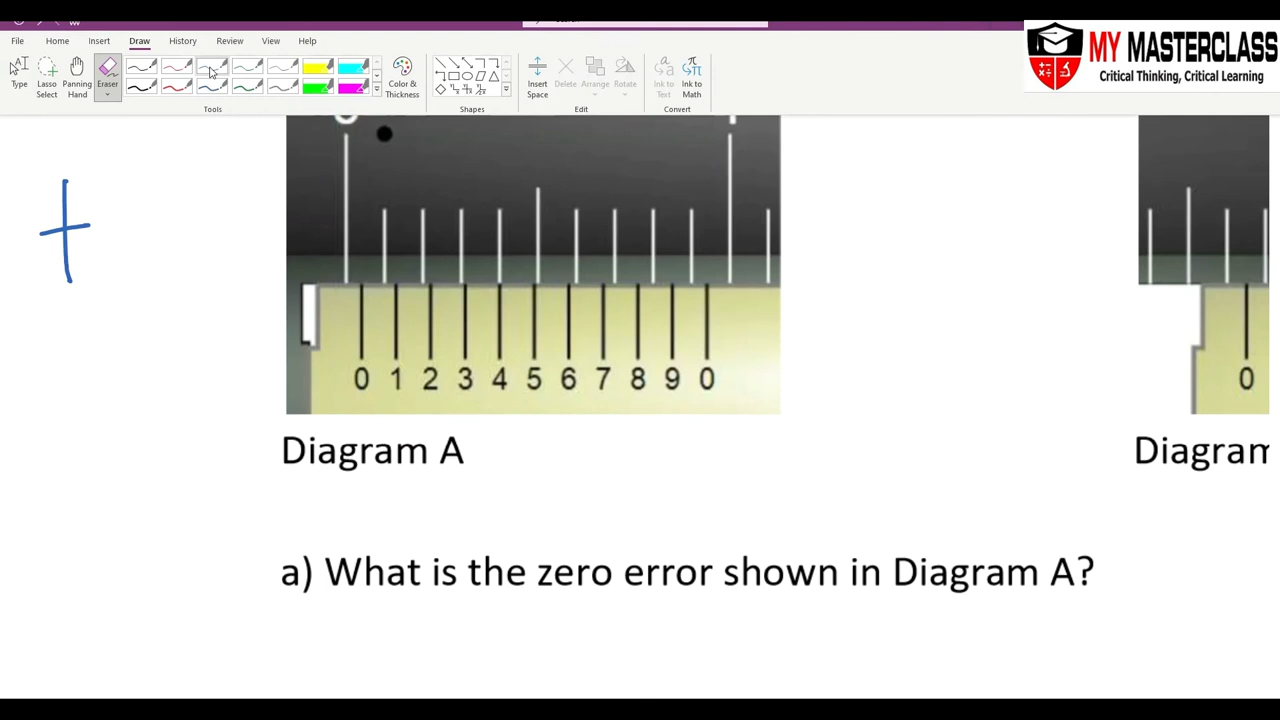 File Home Insert Draw History Review View Help
MY MASTERCLASS
Critical Thinking, Critical Learning
Type
Lasso Select
Panning Hand
Eraser
Color & Thickness
Insert Space
Delete
Arrange
Rotate
Ink to Text
Ink to Math
Tools
Shapes
Edit
Convert
0 1 2 3 4 5 6 7 8 9 0
0
Diagram A
Diagram
a) What is the zero error shown in Diagram A?